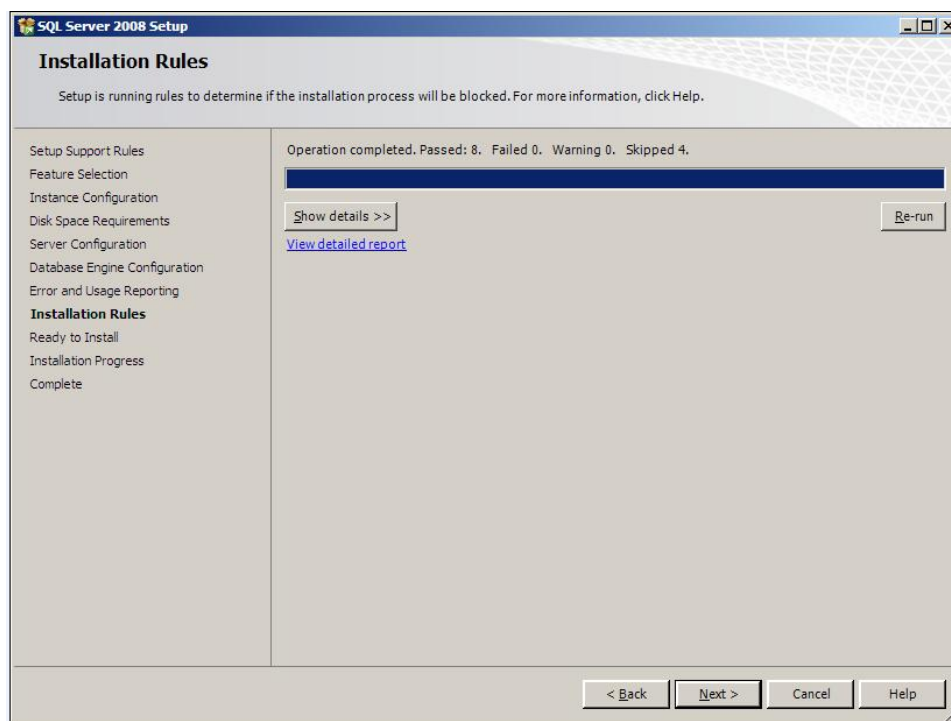 SQL Server 2008 Setup
Installation Rules
Setup is running rules to determine if the installation process will be blocked. For more information, click Help.
Setup Support Rules
Feature Selection
Instance Configuration
Disk Space Requirements
Server Configuration
Database Engine Configuration
Error and Usage Reporting
Installation Rules
Ready to Install
Installation Progress
Complete
Operation completed. Passed: 8. Failed 0. Warning 0. Skipped 4.
Show details >>
Re-run
View detailed report
< Back
Next >
Cancel
Help